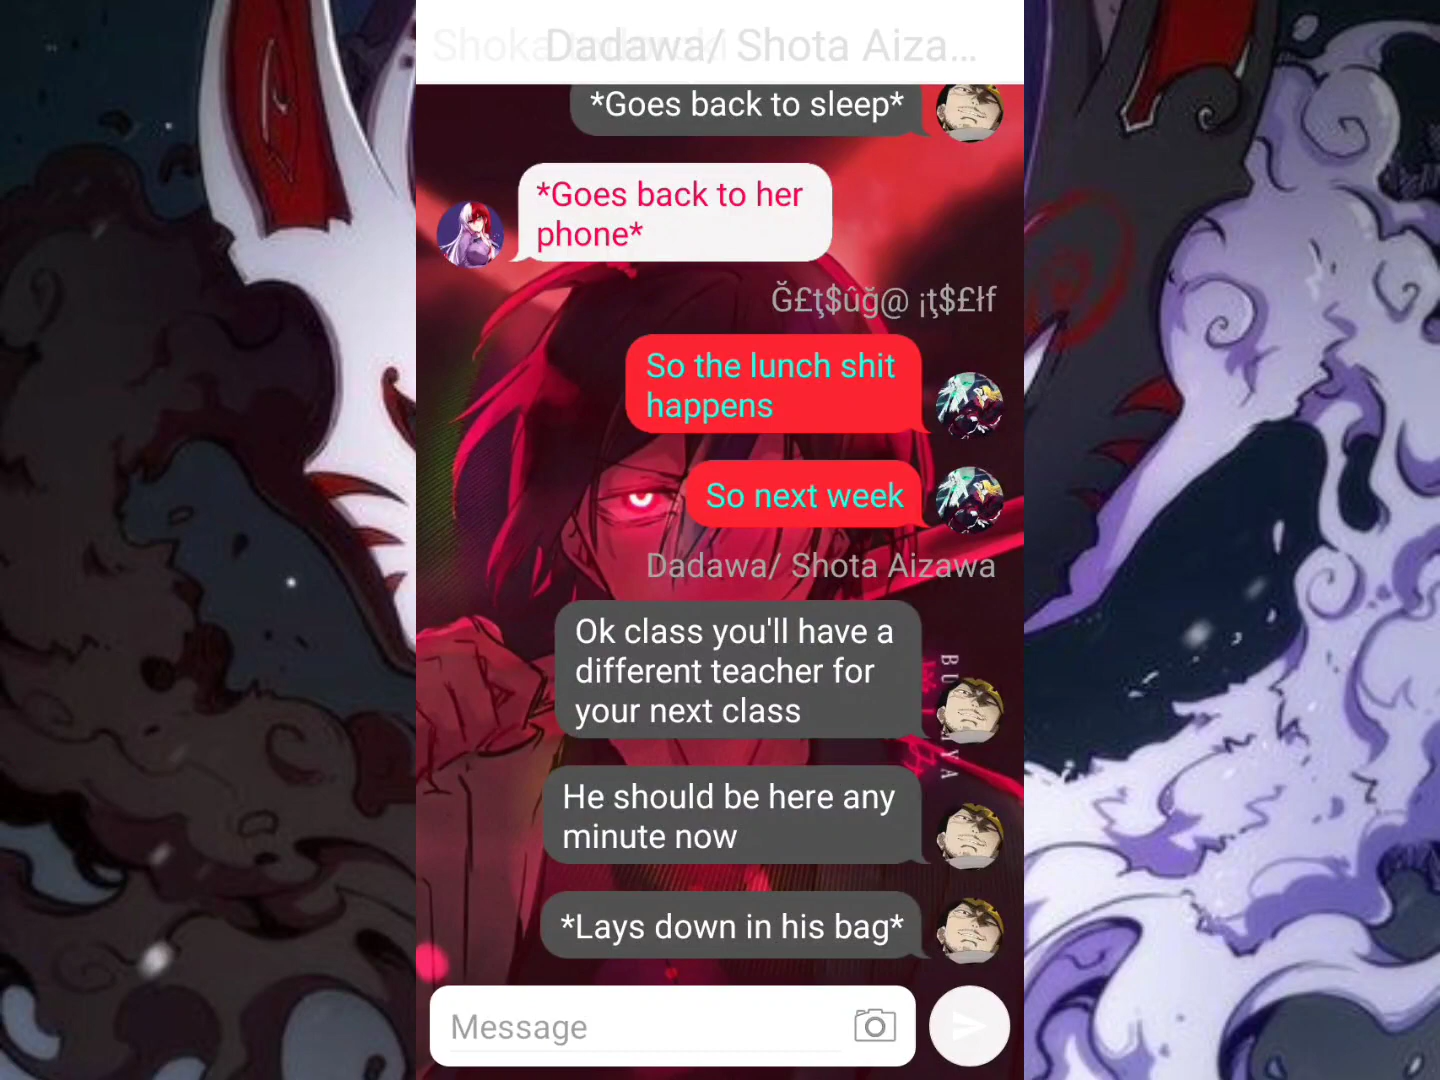 Dadawa/ Shota Aiza...
*Goes back to sleep*
*Goes back to her
phone*
Ğ£ţ$ûğ@ ¡ţ$£łf
So the lunch shit
happens
So next week
Dadawa/ Shota Aizawa
Ok class you'll have a
different teacher for
your next class
He should be here any
minute now
*Lays down in his bag*
Message